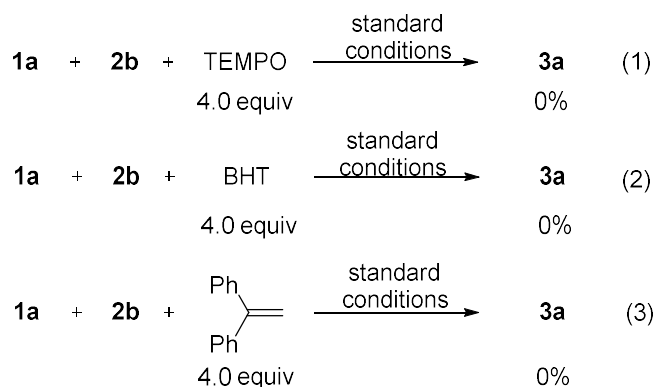 1a + 2b + TEMPO standard conditions 3a (1)
4.0 equiv 0%
1a + 2b + BHT standard conditions 3a (2)
4.0 equiv 0%
1a + 2b + Ph Ph standard conditions 3a (3)
4.0 equiv 0%